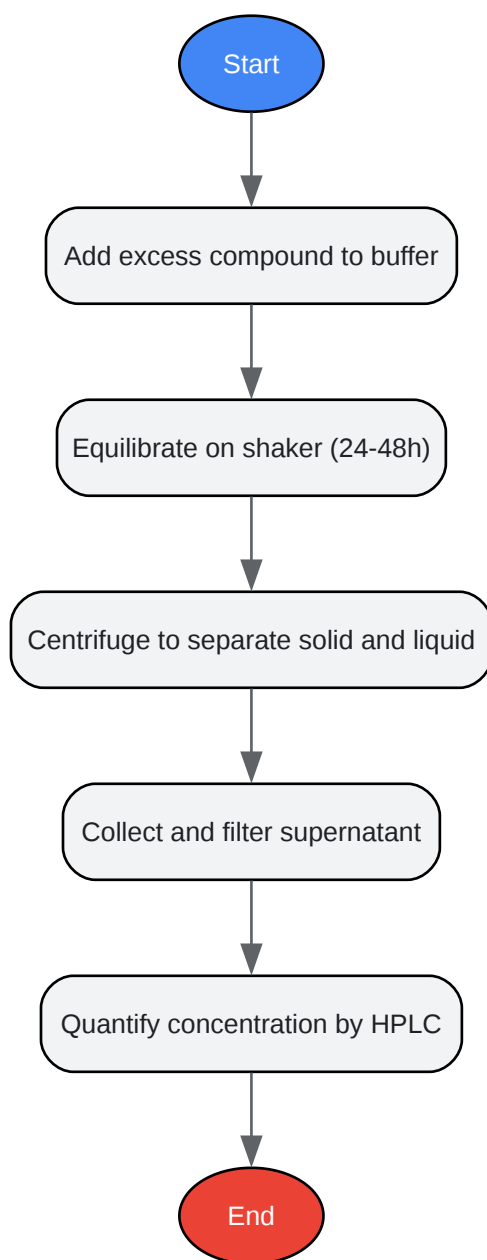 Start
Add excess compound to buffer
Equilibrate on shaker (24-48h)
Centrifuge to separate solid and liquid
Collect and filter supernatant
Quantify concentration by HPLC
End